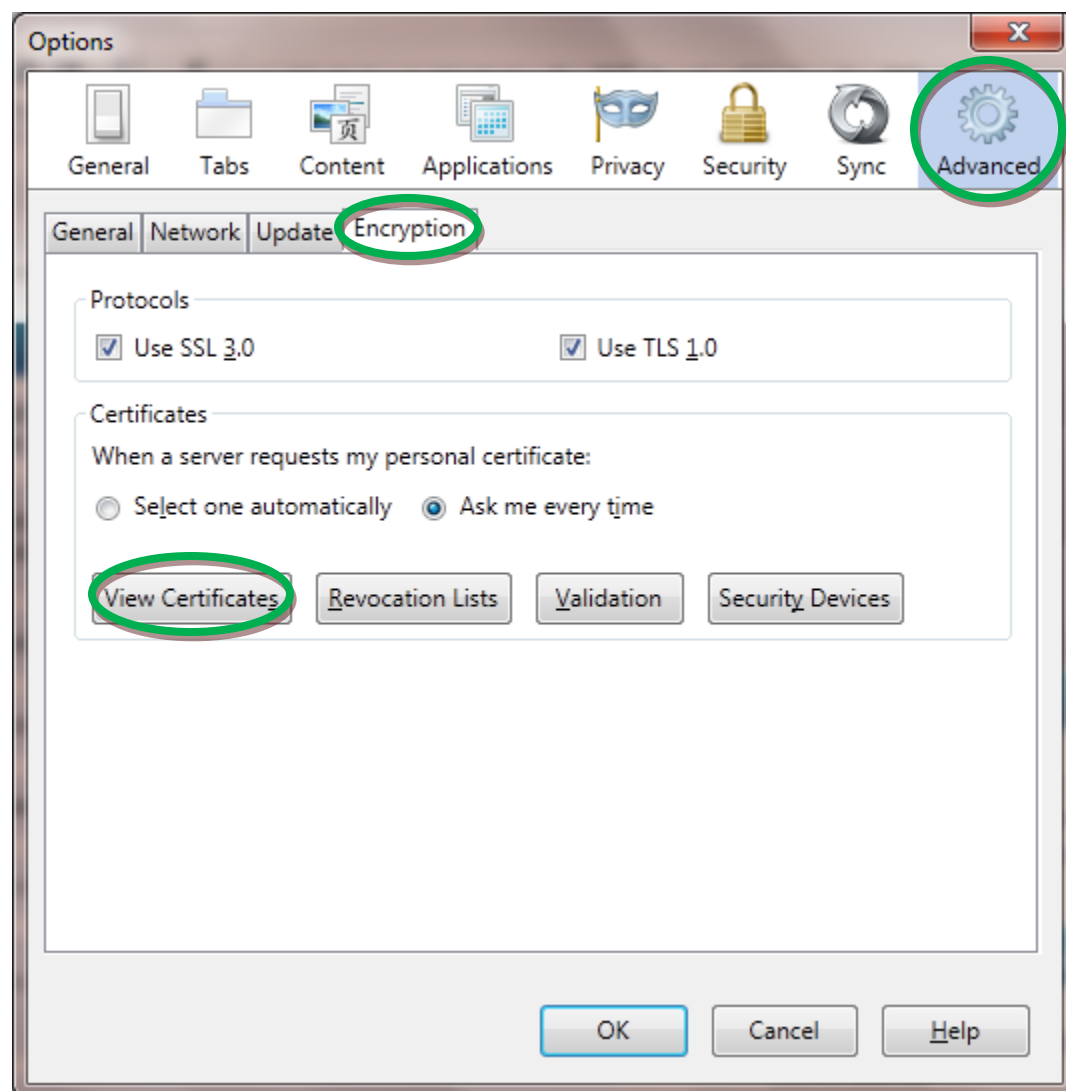 Options
页
General Tabs Content Applications Privacy Security Sync Advanced
General Network Update Encryption
Protocols
Use SSL 3.0 Use TLS 1.0
Certificates
When a server requests my personal certificate:
Select one automatically Ask me every time
View Certificates Revocation Lists Validation Security Devices
OK Cancel Help